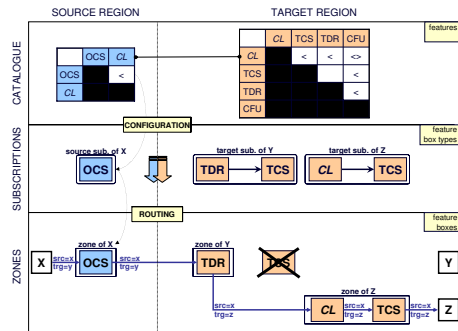 SOURCE REGION TARGET REGION
features
CATALOGUE
OCS CL
OCS <
CL
CL TCS TDR CFU
CL < < <>
TCS <
TDR <
CFU
CONFIGURATION
feature
box types
SUBSCRIPTIONS
source sub. of X target sub. of Y target sub. of Z
OCS TDR TCS CL TCS
ROUTING
feature
boxes
ZONES
zone of X zone of Y
X src=x OCS src=x TDR TCS Y
trg=y trg=y
zone of Z
src=x CL src=x TCS src=x Z
trg=z trg=z trg=z